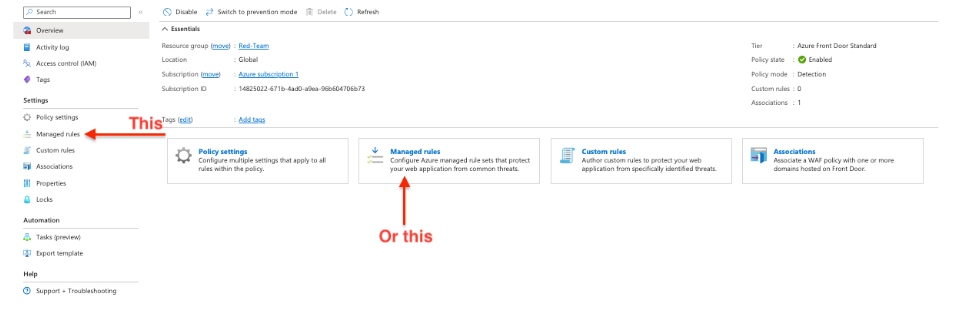 Search
«
Overview
Activity log
Access control (IAM)
Tags
Settings
Policy settings
Managed rules
Custom rules
Associations
Properties
Locks
Automation
Tasks (preview)
Export template
Help
Support + Troubleshooting
This
Disable Switch to prevention mode Delete Refresh
Essentials
Resource group (move) : Red-Team
Location : Global
Subscription (move) : Azure subscription 1
Subscription ID : 14825022-671b-4ad0-a9ea-96b604706b73
Tags (edit) : Add tags
Tier : Azure Front Door Standard
Policy state : Enabled
Policy mode : Detection
Custom rules : 0
Associations : 1
Policy settings
Configure multiple settings that apply to all
rules within the policy.
Managed rules
Configure Azure managed rule sets that protect
your web application from common threats.
Custom rules
Author custom rules to protect your web
application from specifically identified threats.
Associations
Associate a WAF policy with one or more
domains hosted on Front Door.
Or this